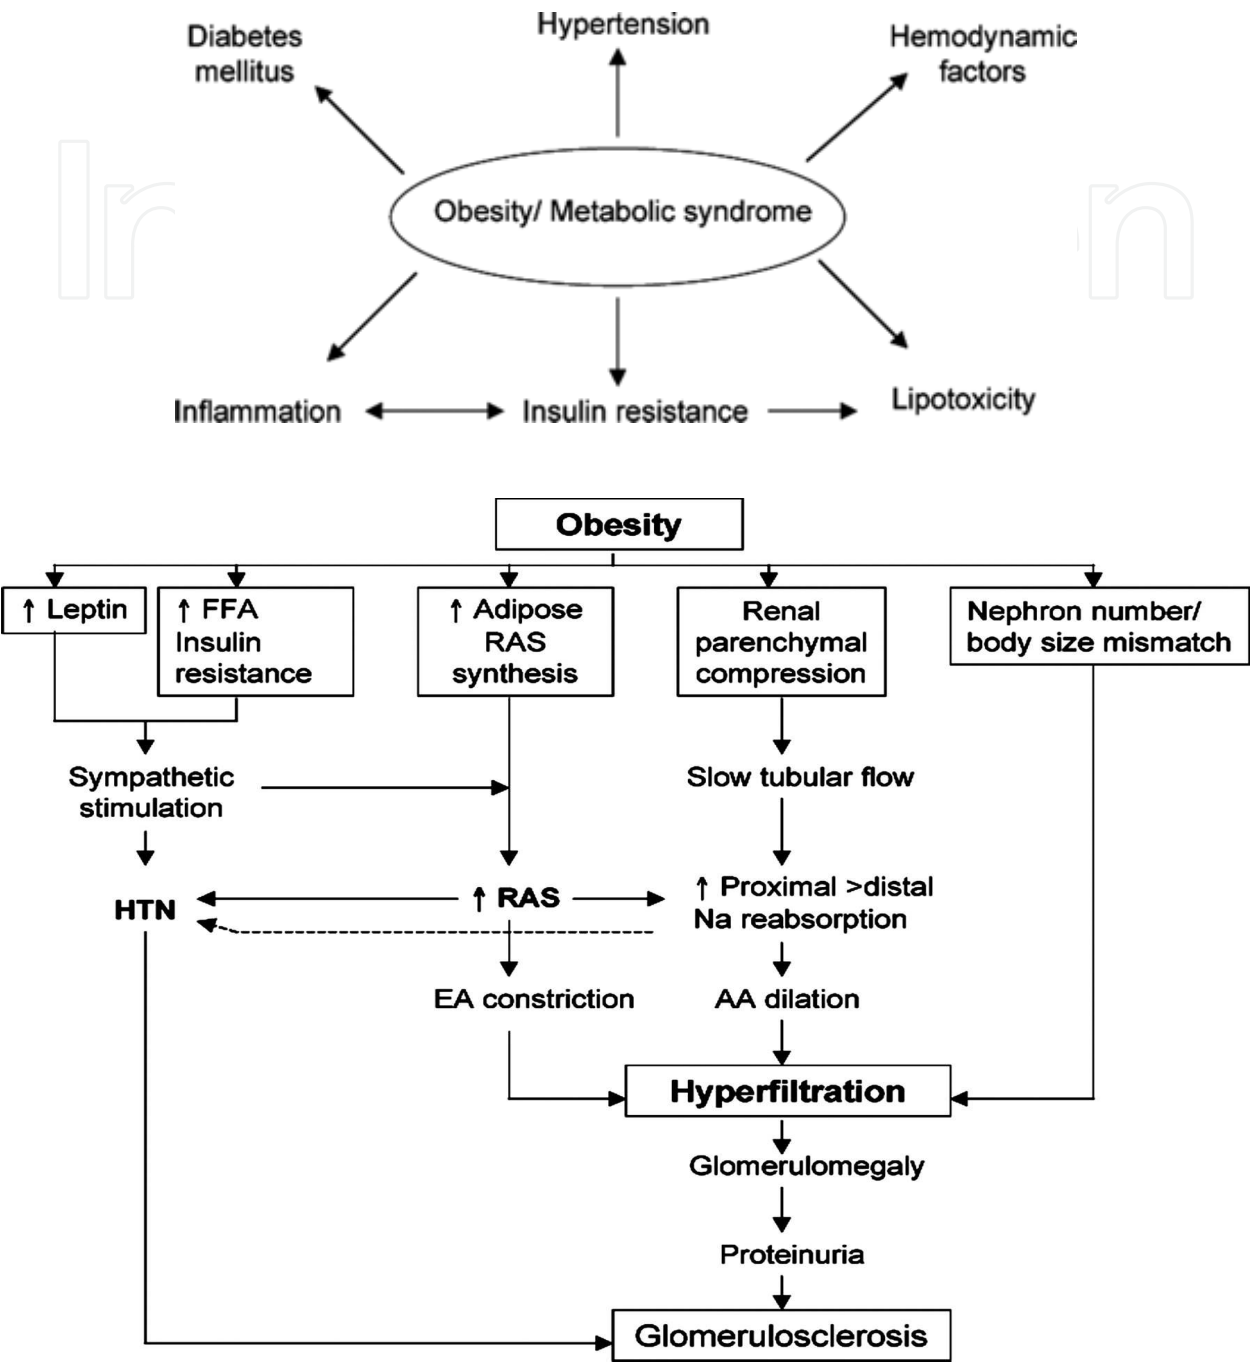 Hypertension
Diabetes
mellitus
Hemodynamic
factors
Obesity/ Metabolic syndrome
Inflammation
Insulin resistance
Lipotoxicity
Obesity
↑ Leptin
↑ FFA
Insulin
resistance
↑ Adipose
RAS
synthesis
Renal
parenchymal
compression
Nephron number/
body size mismatch
Sympathetic
stimulation
Slow tubular flow
HTN
↑ RAS
↑ Proximal >distal
Na reabsorption
EA constriction
AA dilation
Hyperfiltration
Glomerulomegaly
Proteinuria
Glomerulosclerosis